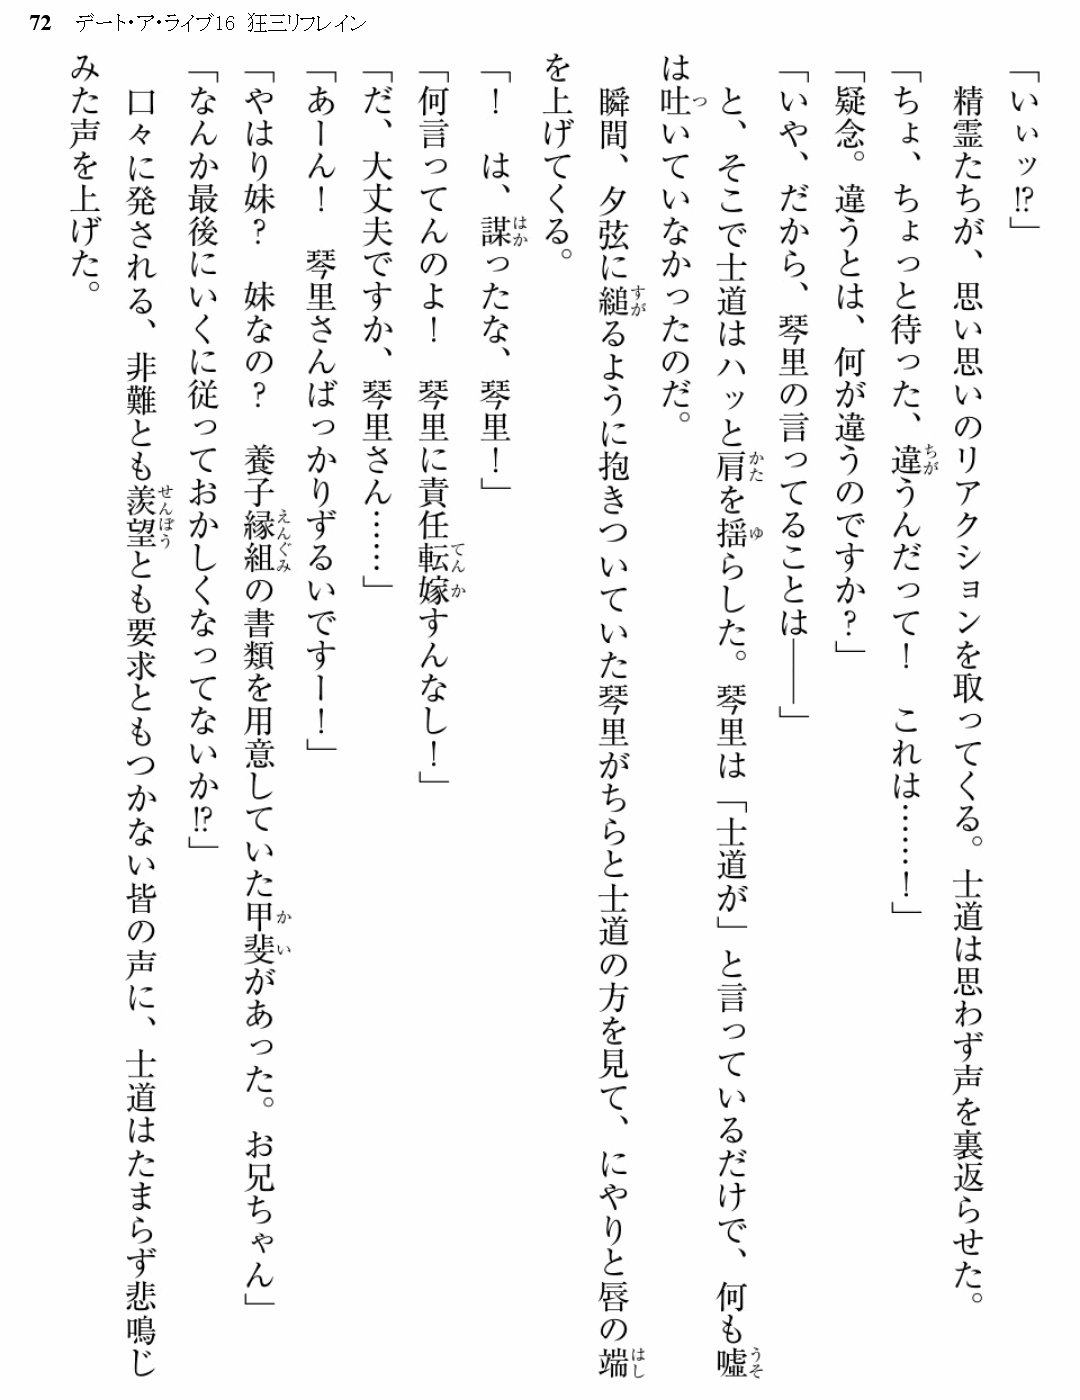 72 デート・ア・ライブ16 狂三リフレイン
「いぃッ!?」
精霊たちが、思い思いのリアクションを取ってくる。士道は思わず声を裏返らせた。
「ちょ、ちょっと待った、違うんだって！　これは……！」
「疑念。違うとは、何が違うのですか？」
「いや、だから、琴里の言ってることは――」
と、そこで士道はハッと肩を揺らした。琴里は「士道が」と言っているだけで、何も嘘
は吐いていなかったのだ。
瞬間、夕弦に縋るように抱きついていた琴里がちらと士道の方を見て、にやりと唇の端
を上げてくる。
「！　は、謀ったな、琴里！」
「何言ってんのよ！　琴里に責任転嫁すんなし！」
「だ、大丈夫ですか、琴里さん……」
「あーん！　琴里さんばっかりずるいですー！」
「やはり妹？　妹なの？　養子縁組の書類を用意していた甲斐があった。お兄ちゃん」
「なんか最後にいくに従っておかしくなってないか!?」
口々に発される、非難とも羨望とも要求ともつかない皆の声に、士道はたまらず悲鳴じ
みた声を上げた。